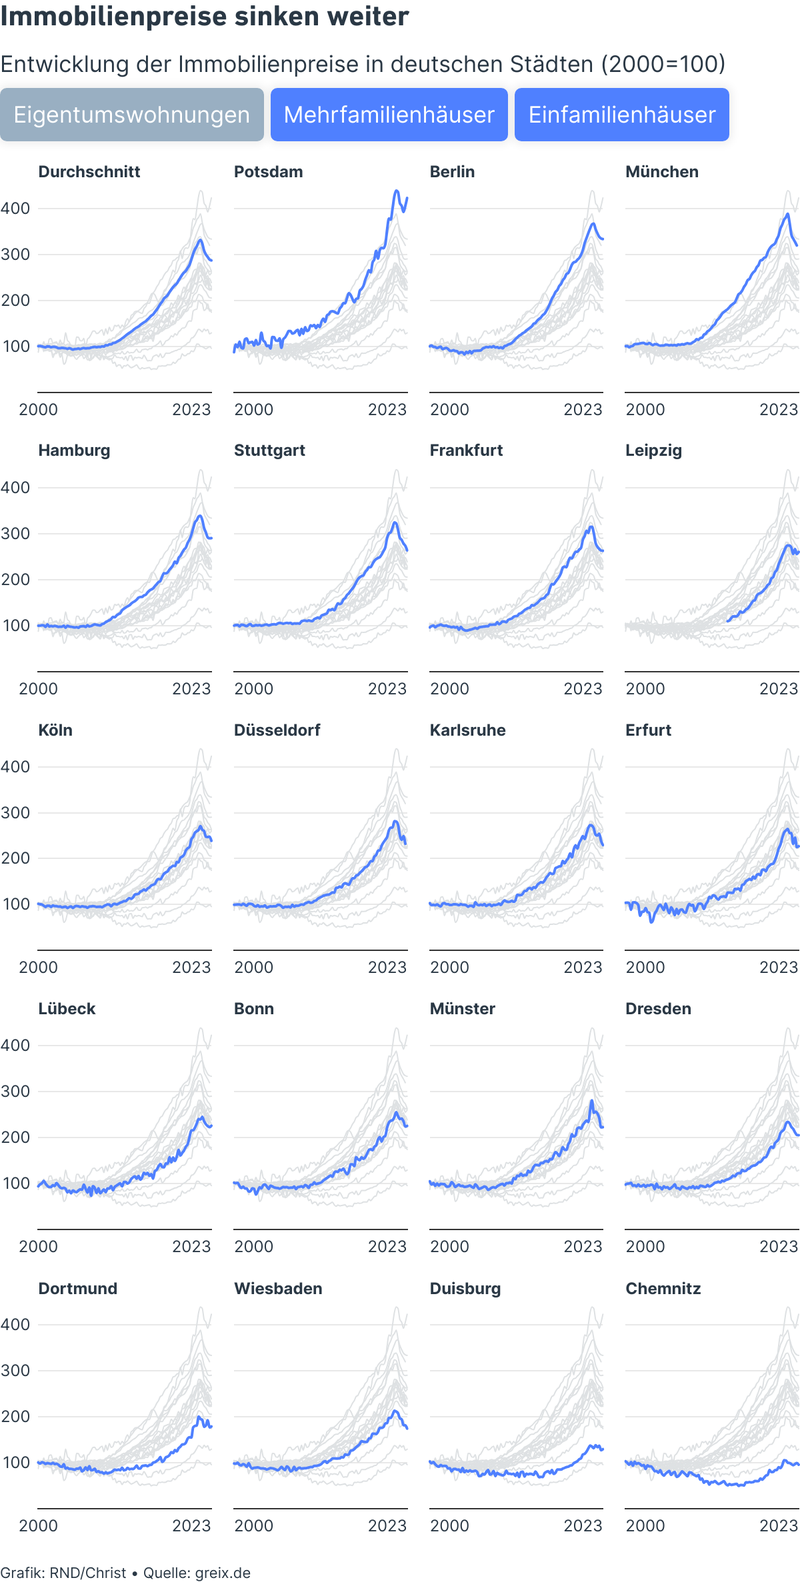 Immobilienpreise sinken weiter
Entwicklung der Immobilienpreise in deutschen Städten (2000=100)
Eigentumswohnungen Mehrfamilienhäuser Einfamilienhäuser
Durchschnitt Potsdam Berlin München
400
300
200
100
2000 2023 2000 2023 2000 2023 2000 2023
Hamburg Stuttgart Frankfurt Leipzig
400
300
200
100
2000 2023 2000 2023 2000 2023 2000 2023
Köln Düsseldorf Karlsruhe Erfurt
400
300
200
100
2000 2023 2000 2023 2000 2023 2000 2023
Lübeck Bonn Münster Dresden
400
300
200
100
2000 2023 2000 2023 2000 2023 2000 2023
Dortmund Wiesbaden Duisburg Chemnitz
400
300
200
100
2000 2023 2000 2023 2000 2023 2000 2023
Grafik: RND/Christ • Quelle: greix.de